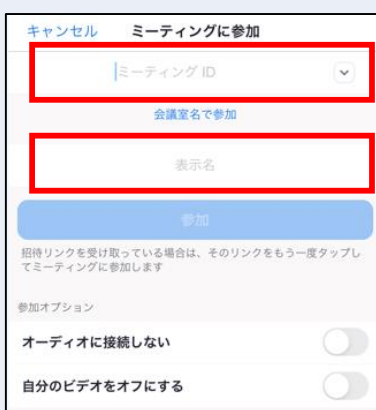 キャンセル ミーティングに参加
ミーティング ID
会議室名で参加
表示名
参加
招待リンクを受け取っている場合は、そのリンクをもう一度タップし
てミーティングに参加します
参加オプション
オーディオに接続しない
自分のビデオをオフにする